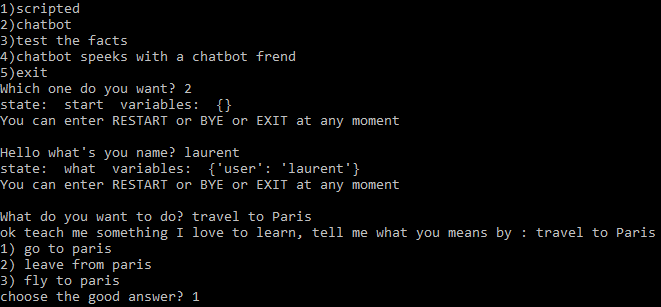 1)scripted
2)chatbot
3)test the facts
4)chatbot speeks with a chatbot frend
5)exit
Which one do you want? 2
state:  start  variables:  {}
You can enter RESTART or BYE or EXIT at any moment
Hello what's you name? laurent
state:  what  variables:  {'user': 'laurent'}
You can enter RESTART or BYE or EXIT at any moment
What do you want to do? travel to Paris
ok teach me something I love to learn, tell me what you means by : travel to Paris
1) go to paris
2) leave from paris
3) fly to paris
choose the good answer? 1